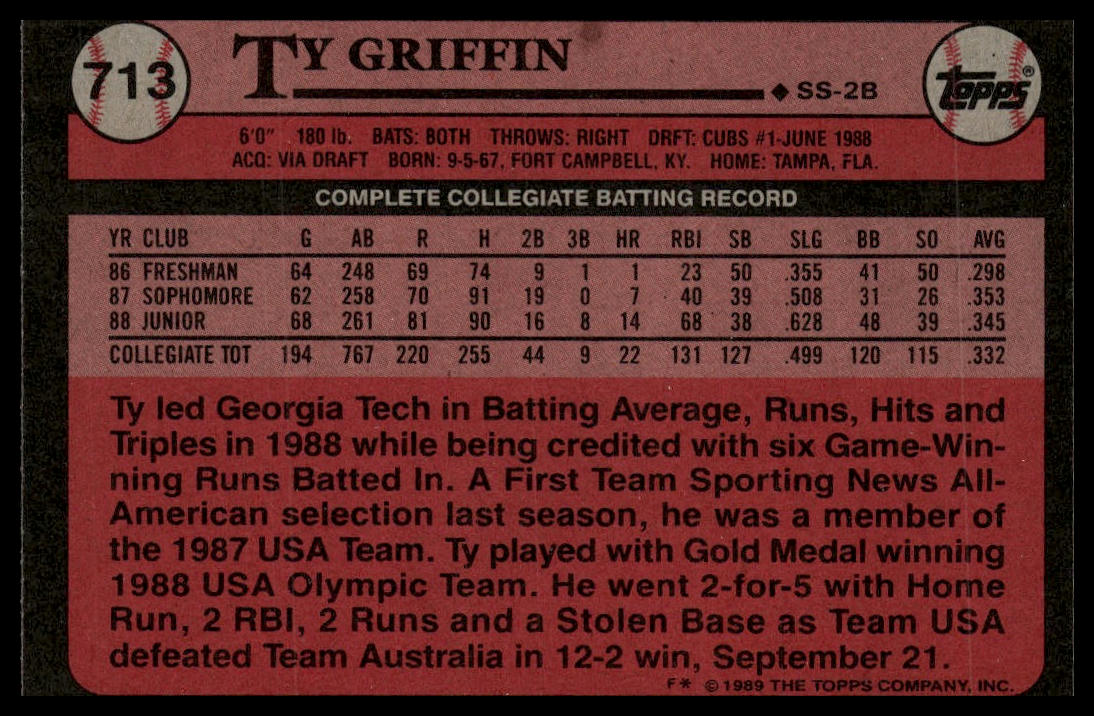 713
TY GRIFFIN
◆ SS-2B
TOPPS®
6'0" 180 lb. BATS: BOTH THROWS: RIGHT DRFT: CUBS #1-JUNE 1988
ACQ: VIA DRAFT BORN: 9-5-67, FORT CAMPBELL, KY. HOME: TAMPA, FLA.
COMPLETE COLLEGIATE BATTING RECORD
YR CLUB G AB R H 2B 3B HR RBI SB SLG BB SO AVG
86 FRESHMAN 64 248 69 74 9 1 1 23 50 .355 41 50 .298
87 SOPHOMORE 62 258 70 91 19 0 7 40 39 .508 31 26 .353
88 JUNIOR 68 261 81 90 16 8 14 68 38 .628 48 39 .345
COLLEGIATE TOT 194 767 220 255 44 9 22 131 127 .499 120 115 .332
Ty led Georgia Tech in Batting Average, Runs, Hits and
Triples in 1988 while being credited with six Game-Win-
ning Runs Batted In. A First Team Sporting News All-
American selection last season, he was a member of
the 1987 USA Team. Ty played with Gold Medal winning
1988 USA Olympic Team. He went 2-for-5 with Home
Run, 2 RBI, 2 Runs and a Stolen Base as Team USA
defeated Team Australia in 12-2 win, September 21.
F* © 1989 THE TOPPS COMPANY, INC.